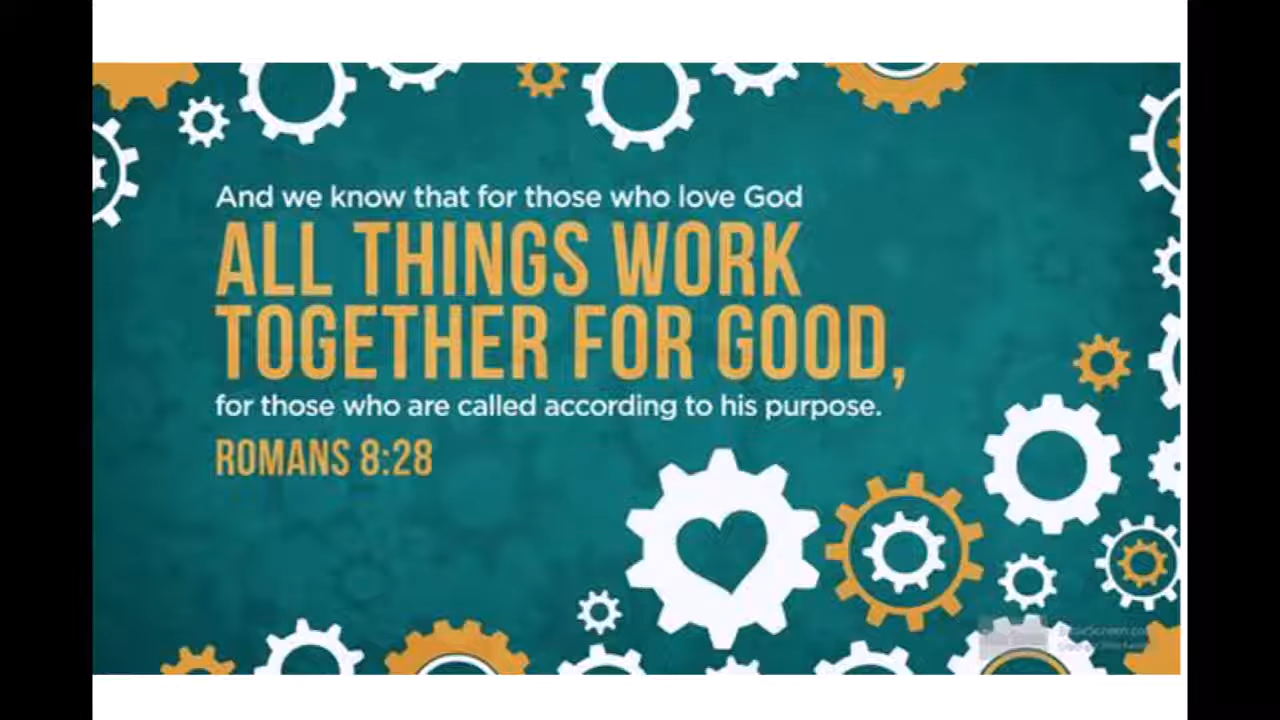 And we know that for those who love God
ALL THINGS WORK
TOGETHER FOR GOOD,
for those who are called according to his purpose.
ROMANS 8:28